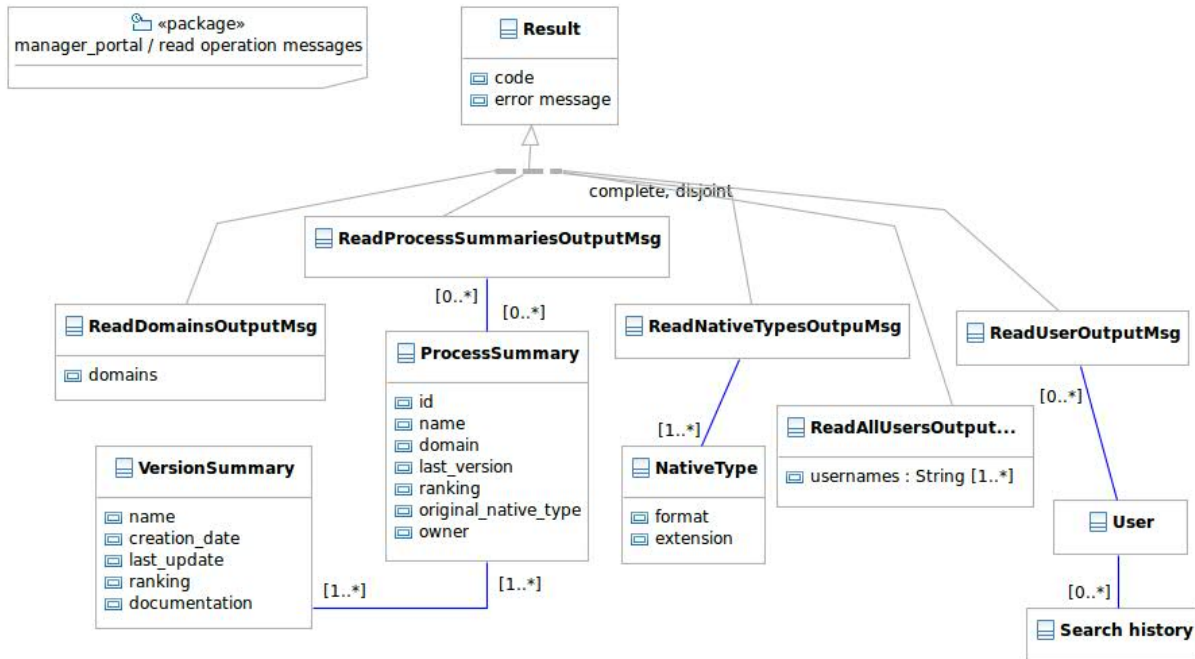 «package»
manager_portal / read operation messages
Result
code
error message
complete, disjoint
ReadProcessSummariesOutputMsg
[0..*]
[0..*]
ReadDomainsOutputMsg
domains
ProcessSummary
id
name
domain
last_version
ranking
original_native_type
owner
ReadNativeTypesOutpuMsg
[1..*]
NativeType
format
extension
ReadUserOutputMsg
[0..*]
ReadAllUsersOutput...
usernames : String [1..*]
VersionSummary
name
creation_date
last_update
ranking
documentation
[1..*]
[1..*]
User
[0..*]
Search history